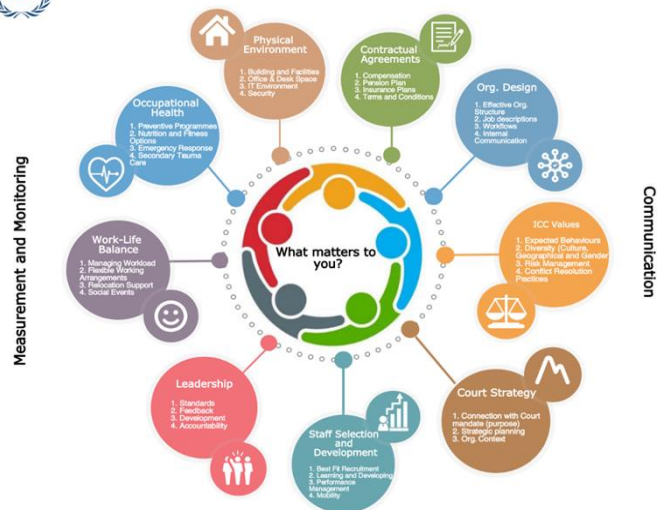 Physical
Environment
1. Building and Facilities
2. Office & Desk Space
3. IT Environment
4. Security
Contractual
Agreements
1. Compensation
2. Pension Plan
3. Insurance Plans
4. Terms and Conditions
Org. Design
1. Effective Org.
Structure
2. Job descriptions
3. Workflows
4. Internal
Communication
ICC Values
1. Expected Behaviours
2. Diversity (Culture,
Geographical and Gender
3. Risk Management
4. Conflict Resolution
Practices
Court Strategy
1. Connection with Court
mandate (purpose)
2. Strategic planning
3. Org. Context
Staff Selection
and
Development
1. Best Fit Recruitment
2. Learning and Developing
3. Performance
Management
4. Mobility
Leadership
1. Standards
2. Feedback
3. Development
4. Accountability
Work-Life
Balance
1. Managing Workload
2. Flexible Working
Arrangements
3. Relocation Support
4. Social Events
Occupational
Health
1. Preventive Programmes
2. Nutrition and Fitness
Options
3. Emergency Response
4. Secondary Trauma
Care
What matters to
you?
Measurement and Monitoring
Communication